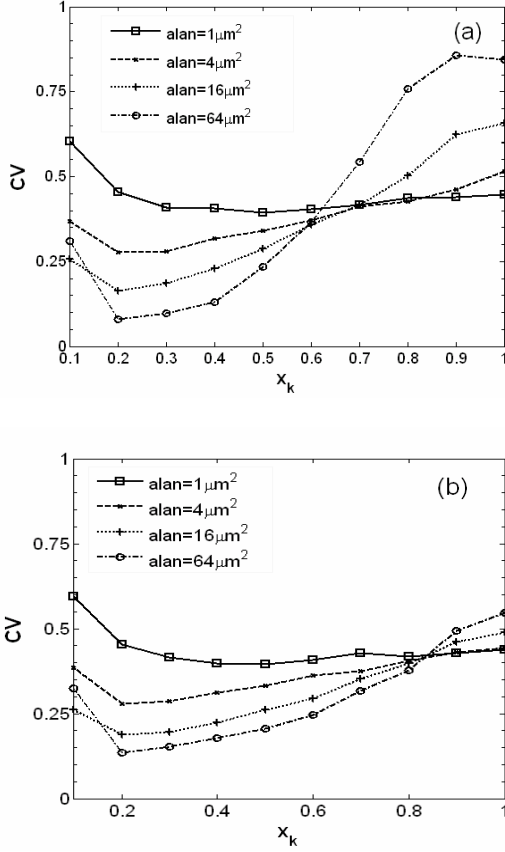 (a)
alan=1μm²
alan=4μm²
alan=16μm²
alan=64μm²
1
0.75
0.5
0.25
0
CV
0.1 0.2 0.3 0.4 0.5 0.6 0.7 0.8 0.9 1
xk
(b)
alan=1μm²
alan=4μm²
alan=16μm²
alan=64μm²
1
0.75
0.5
0.25
0
CV
0.2 0.4 0.6 0.8 1
xk